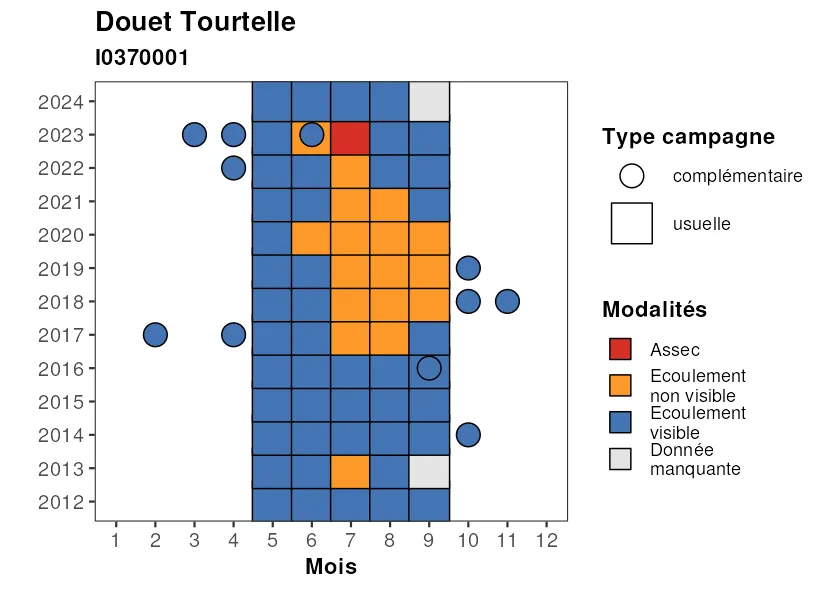 Douet Tourtelle
I0370001
2024
2023
2022
2021
2020
2019
2018
2017
2016
2015
2014
2013
2012
1 2 3 4 5 6 7 8 9 10 11 12
Mois
Type campagne
complémentaire
usuelle
Modalités
Assec
Ecoulement
non visible
Ecoulement
visible
Donnée
manquante